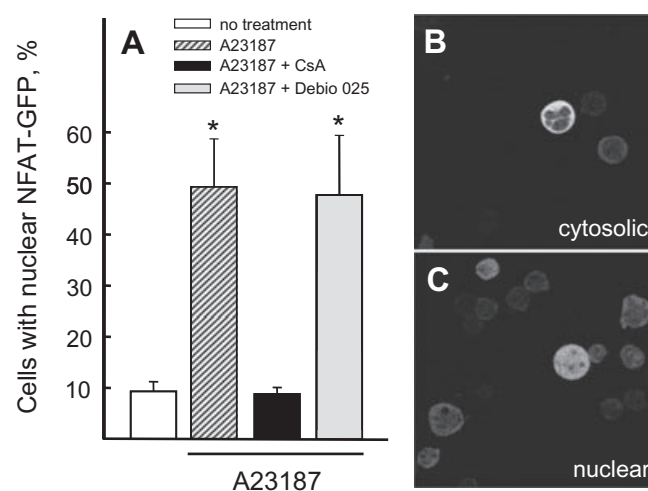 A
no treatment
A23187
A23187 + CsA
A23187 + Debio 025
Cells with nuclear NFAT-GFP, %
60
50
40
30
20
10
*
*
A23187
B
cytosolic
C
nuclear